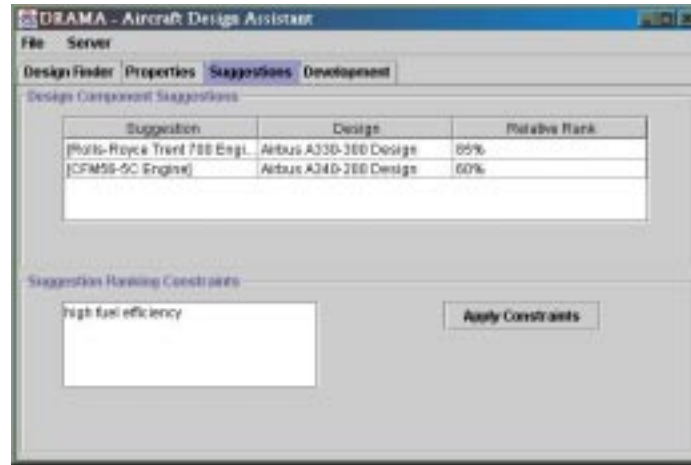 DRAMA - Aircraft Design Assistant
File Server
Design Finder Properties Suggestions Development
Design Component Suggestions
Suggestion Design Relative Rank
[Rolls-Royce Trent 700 Engi... Airbus A330-300 Design 85%
[CFM56-5C Engine] Airbus A340-200 Design 60%
Suggestion Ranking Constraints
high fuel efficiency
Apply Constraints